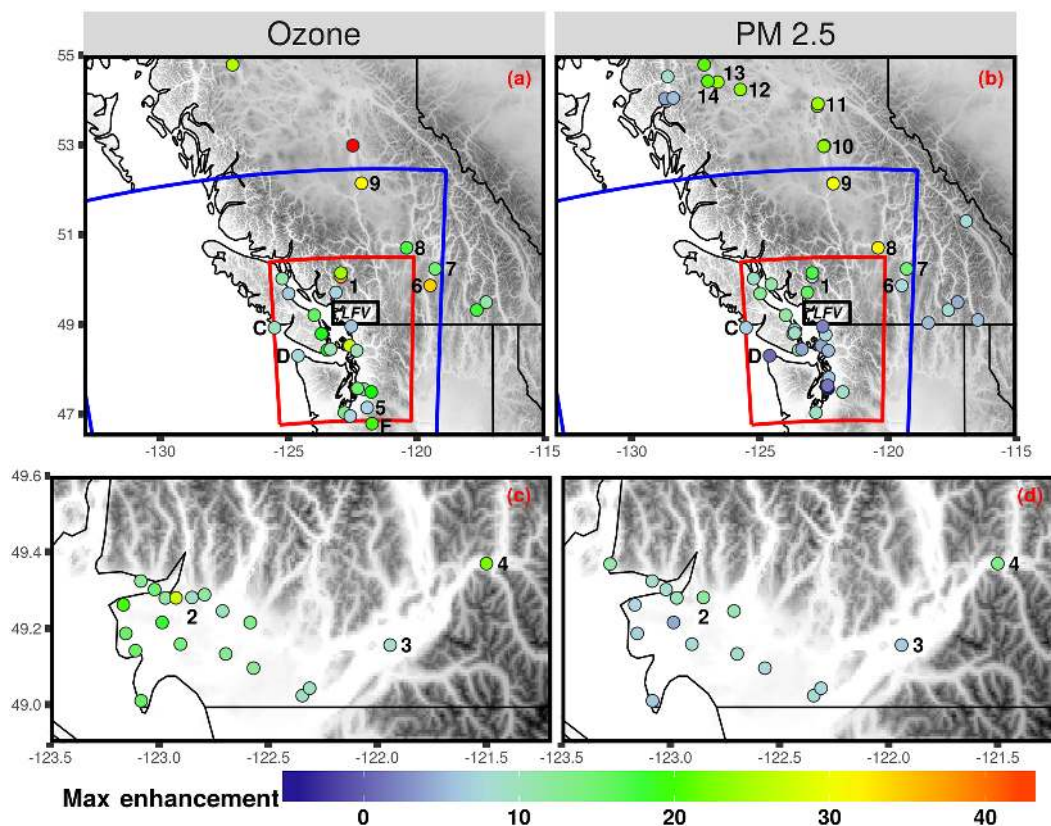 Ozone PM 2.5
55 (a) (b)
13
14 12
11
53 10
9 9
51 8 8
7 7
1 6 1 6
LFV LFV
49 C C
D D
47 5
F
-130 -125 -120 -115 -130 -125 -120 -115
49.6 (c) (d)
49.4 4 4
2 2
49.2 3 3
49.0
-123.5 -123.0 -122.5 -122.0 -121.5 -123.5 -123.0 -122.5 -122.0 -121.5
Max enhancement
0 10 20 30 40